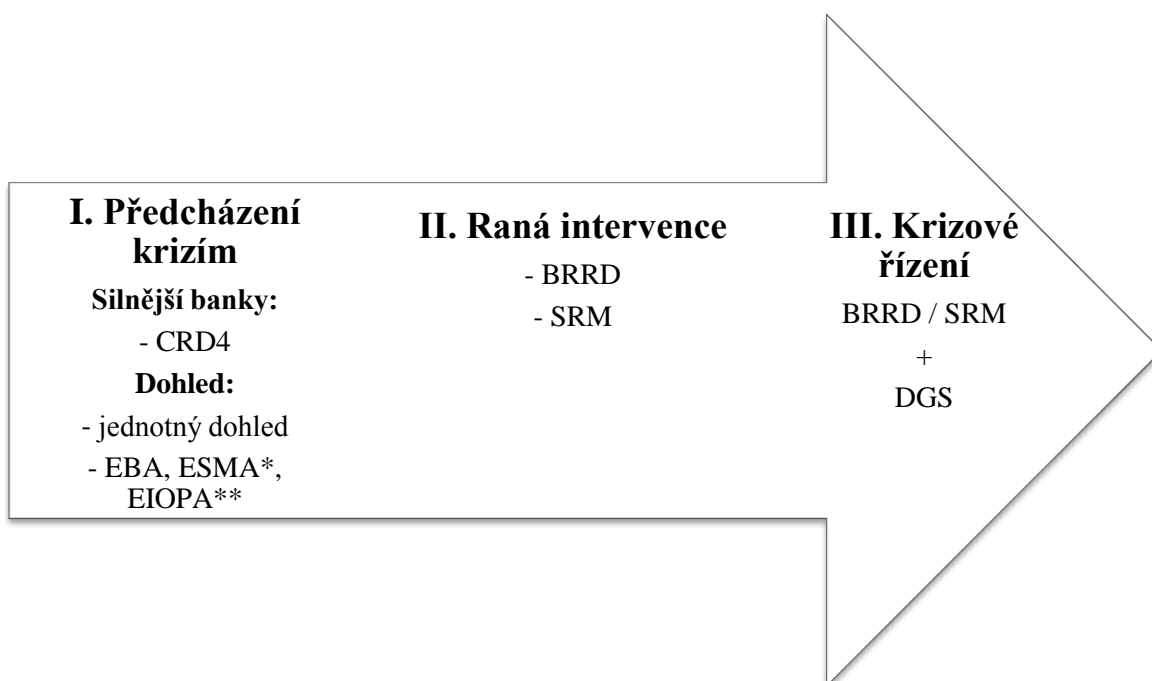 I. Předcházení
krizím
Silnější banky:
- CRD4
Dohled:
- jednotný dohled
- EBA, ESMA*,
EIOPA**
II. Raná intervence
- BRRD
- SRM
III. Krizové
řízení
BRRD / SRM
+
DGS